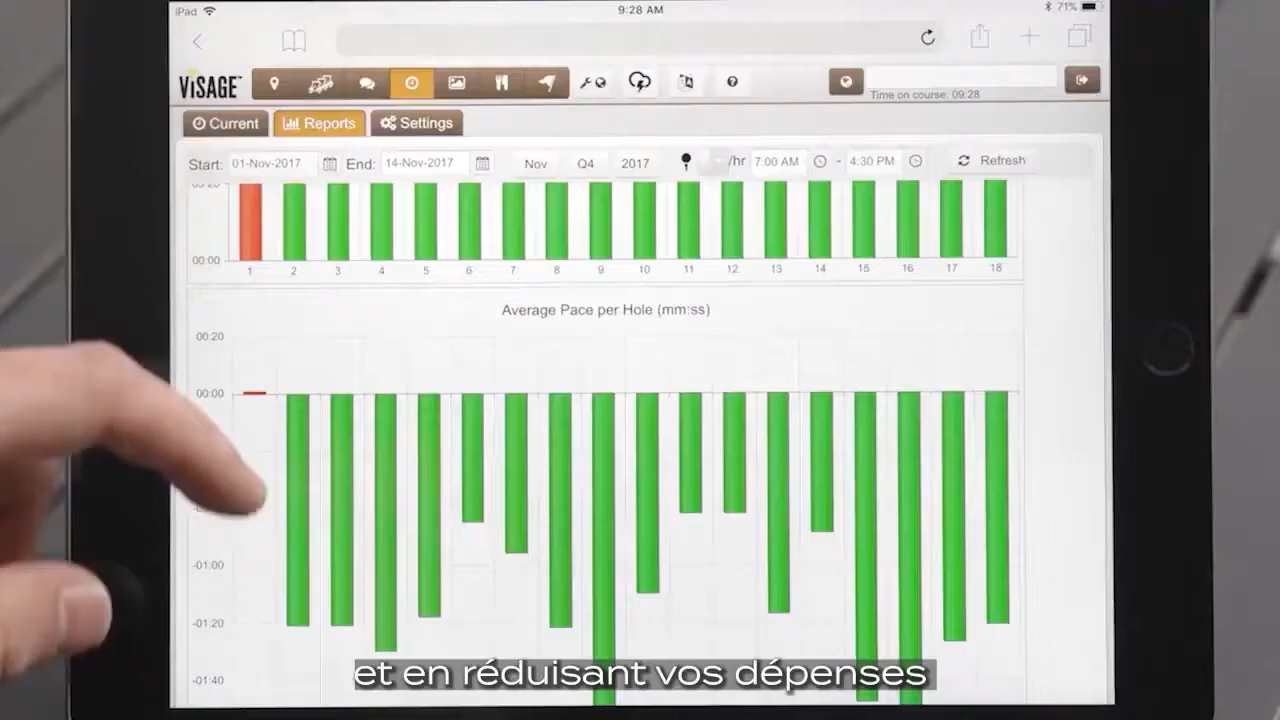 iPad 9:28 AM 71%
ViSAGE™ Time on course: 09:28
Current Reports Settings
Start: 01-Nov-2017 End: 14-Nov-2017 Nov Q4 2017 /hr 7:00 AM - 4:30 PM Refresh
00:00
1 2 3 4 5 6 7 8 9 10 11 12 13 14 15 16 17 18
Average Pace per Hole (mm:ss)
00:20
00:00
-01:00
-01:20
et en réduisant vos dépenses
-01:40